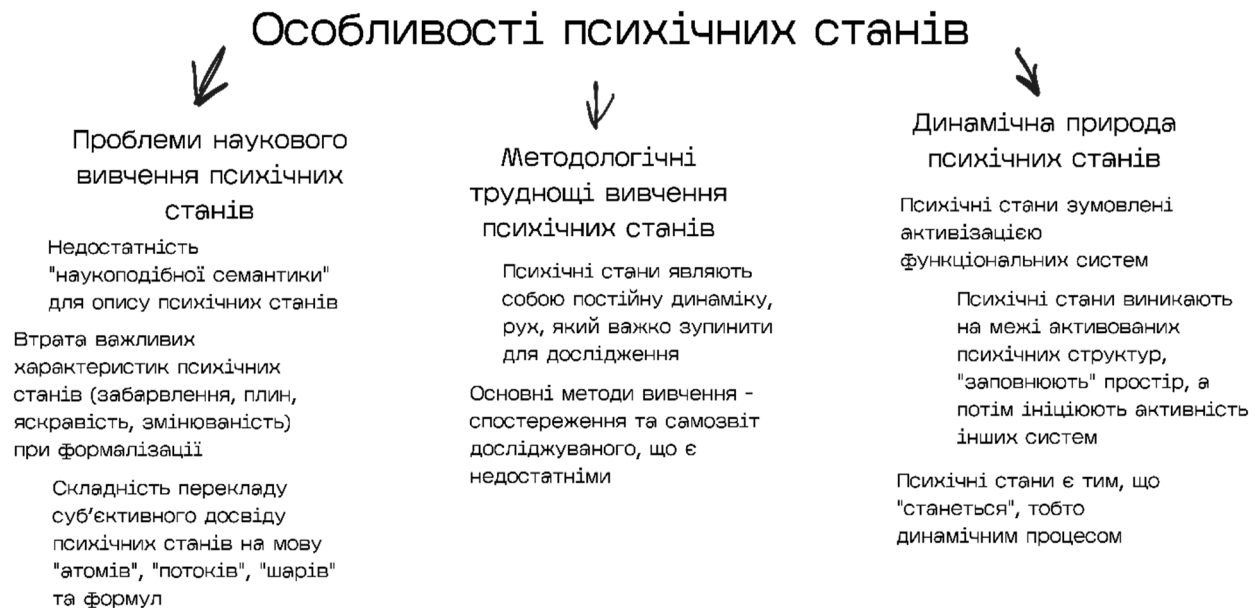 Особливості психічних станів
Проблеми наукового
вивчення психічних
станів
Недостатність
"наукоподібної семантики"
для опису психічних станів
Втрата важливих
характеристик психічних
станів (забарвлення, плин,
яскравість, змінюваність)
при формалізації
Складність перекладу
суб'єктивного досвіду
психічних станів на мову
"атомів", "потоків", "шарів"
та формул
Методологічні
труднощі вивчення
психічних станів
Психічні стани являють
собою постійну динаміку,
рух, який важко зупинити
для дослідження
Основні методи вивчення -
спостереження та самозвіт
досліджуваного, що є
недостатніми
Динамічна природа
психічних станів
Психічні стани зумовлені
активізацією
функціональних систем
Психічні стани виникають
на межі активованих
психічних структур,
"заповнюють" простір, а
потім ініціюють активність
інших систем
Психічні стани є тим, що
"станеться", тобто
динамічним процесом